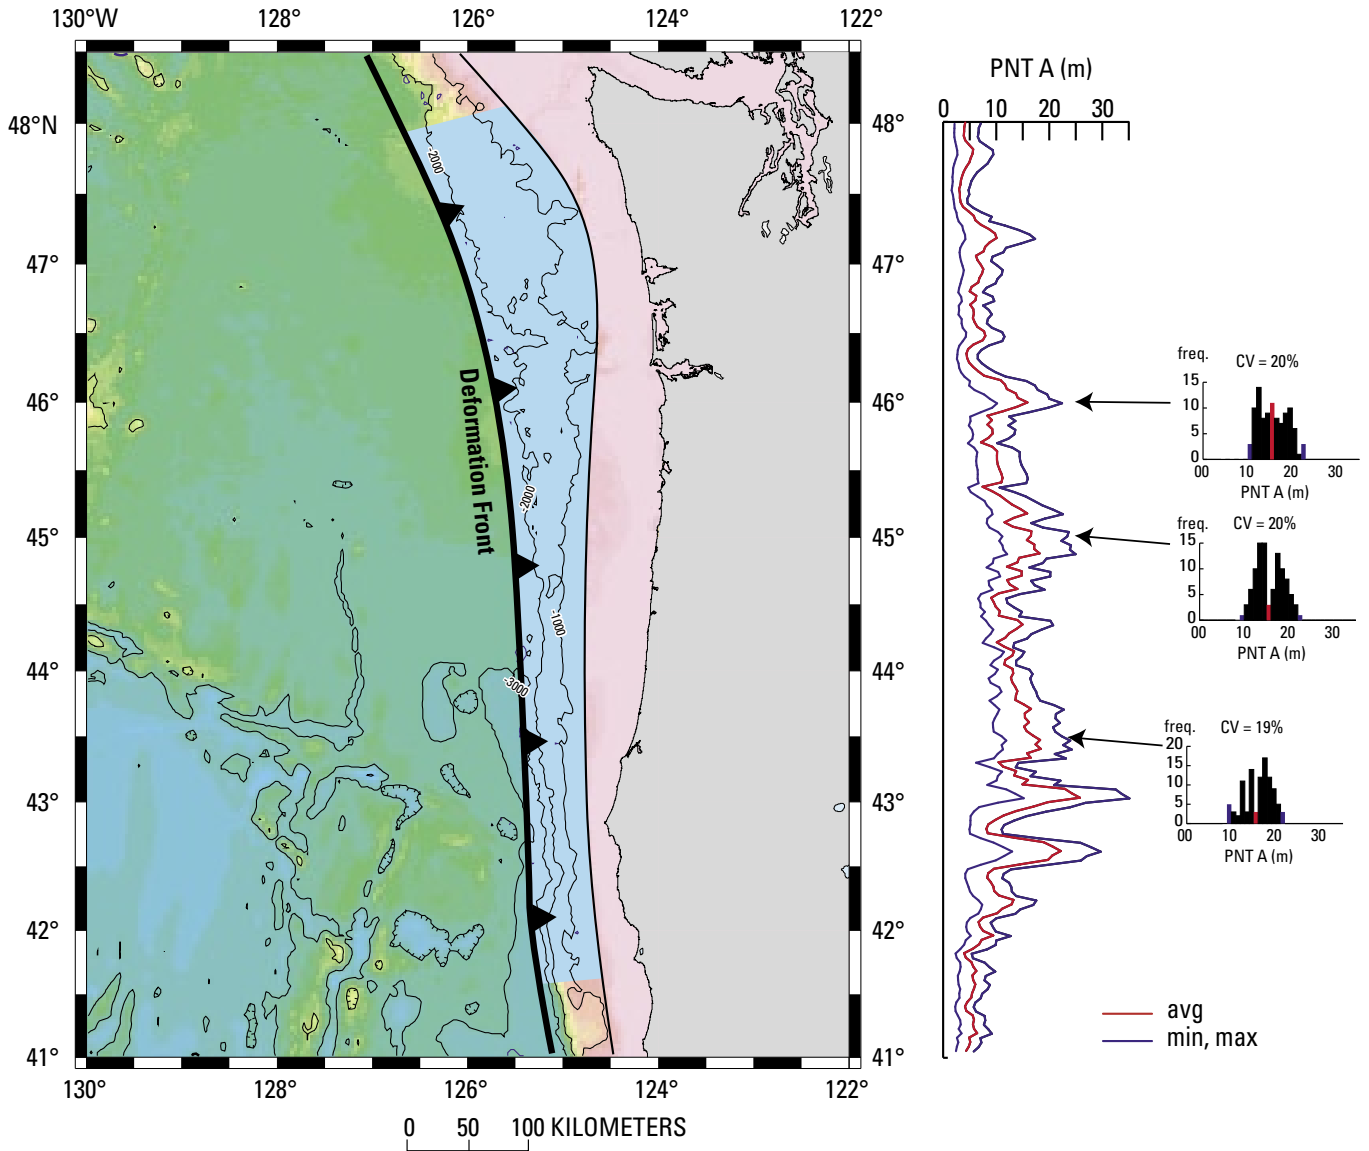 130°W 128° 126° 124° 122°
PNT A (m)
0 10 20 30
48°N 48°
47° 47°
46° 46°
45° 45°
44° 44°
43° 43°
42° 42°
41° 41°
130° 128° 126° 124° 122°
0 50 100 KILOMETERS
-2000
Deformation Front
-2000
-1000
-3000
freq. CV = 20%
15
10
5
0
00 10 20 30
PNT A (m)
freq. CV = 20%
15
10
5
0
00 10 20 30
PNT A (m)
freq. CV = 19%
20
15
10
5
0
00 10 20 30
PNT A (m)
avg
min, max